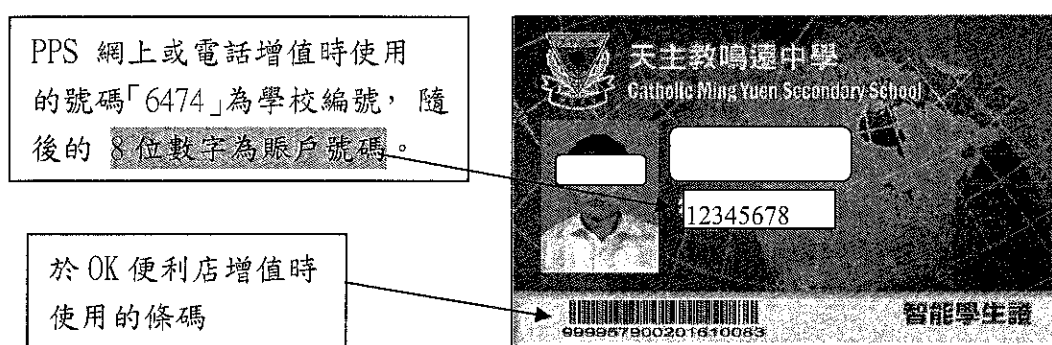 PPS 網上或電話增值時使用
的號碼「6474」為學校編號，隨
後的 8位數字為賬戶號碼。
天主教鳴遠中學
Catholic Ming Yuen Secondary School
12345678
於 OK 便利店增值時
使用的條碼
999957900201610083
智能學生證